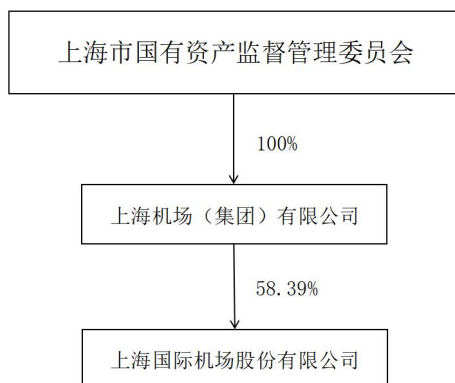 上海市国有资产监督管理委员会
100%
上海机场（集团）有限公司
58.39%
上海国际机场股份有限公司